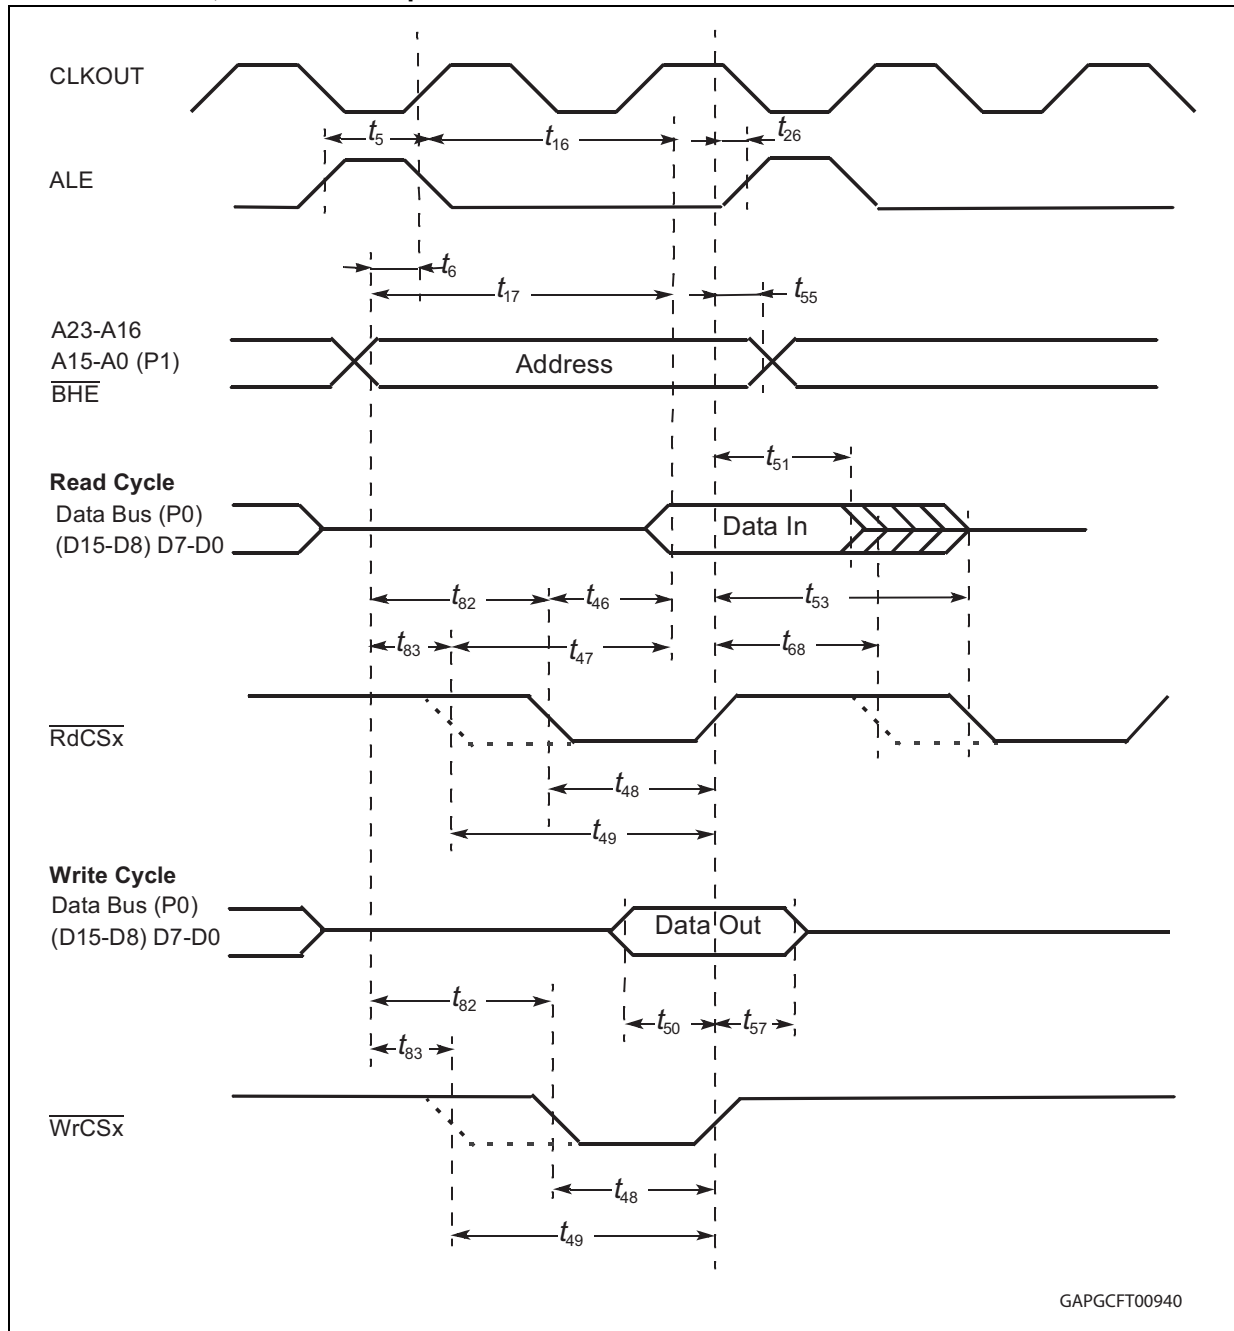 CLKOUT
t5
t16
t26
ALE
t6
t17
t55
A23-A16
A15-A0 (P1)
BHE
Address
t51
Read Cycle
Data Bus (P0)
(D15-D8) D7-D0
Data In
t82
t46
t53
t83
t47
t68
RdCSx
t48
t49
Write Cycle
Data Bus (P0)
(D15-D8) D7-D0
Data Out
t82
t50
t57
t83
WrCSx
t48
t49
GAPGCFT00940